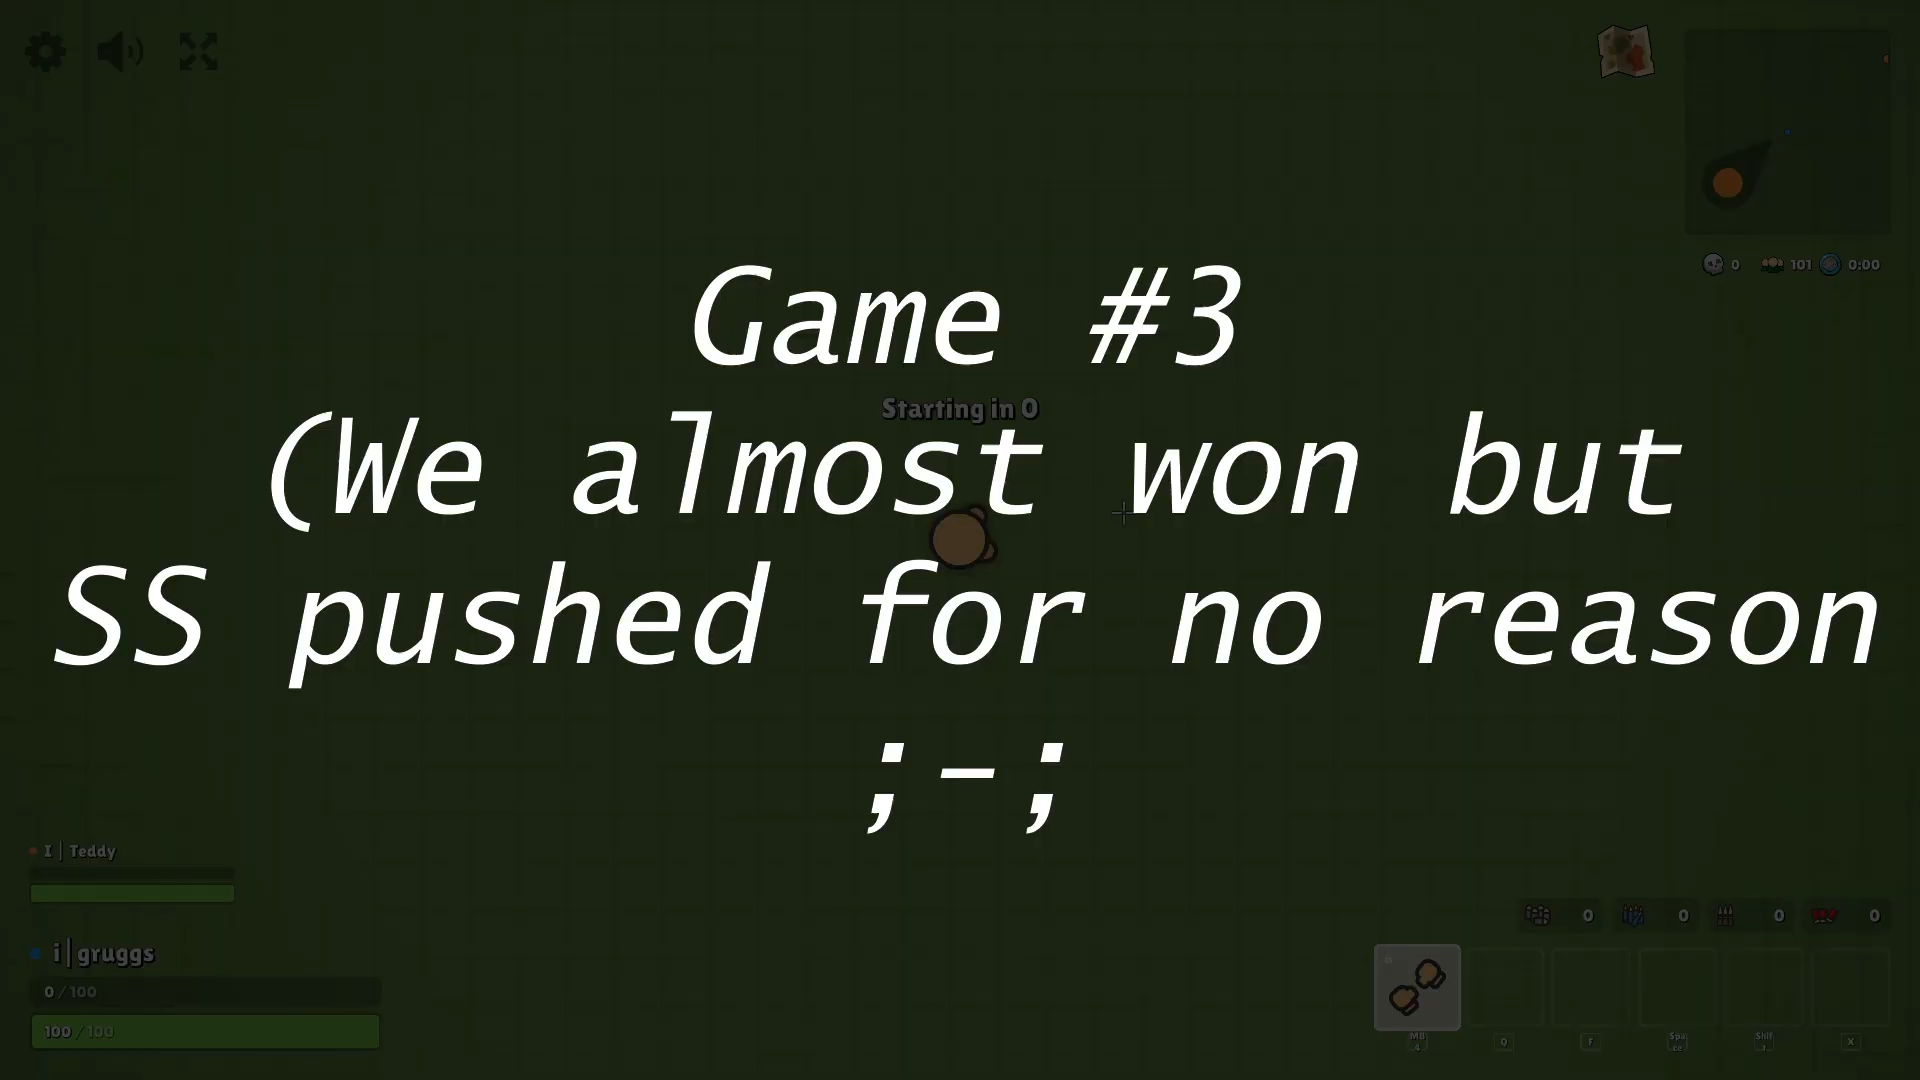 0 101 0:00
Game #3
Starting in 0
(We almost won but
SS pushed for no reason
;-;
I | Teddy
0 0 0 0
i | gruggs
0 / 100
100 / 100
Q F X